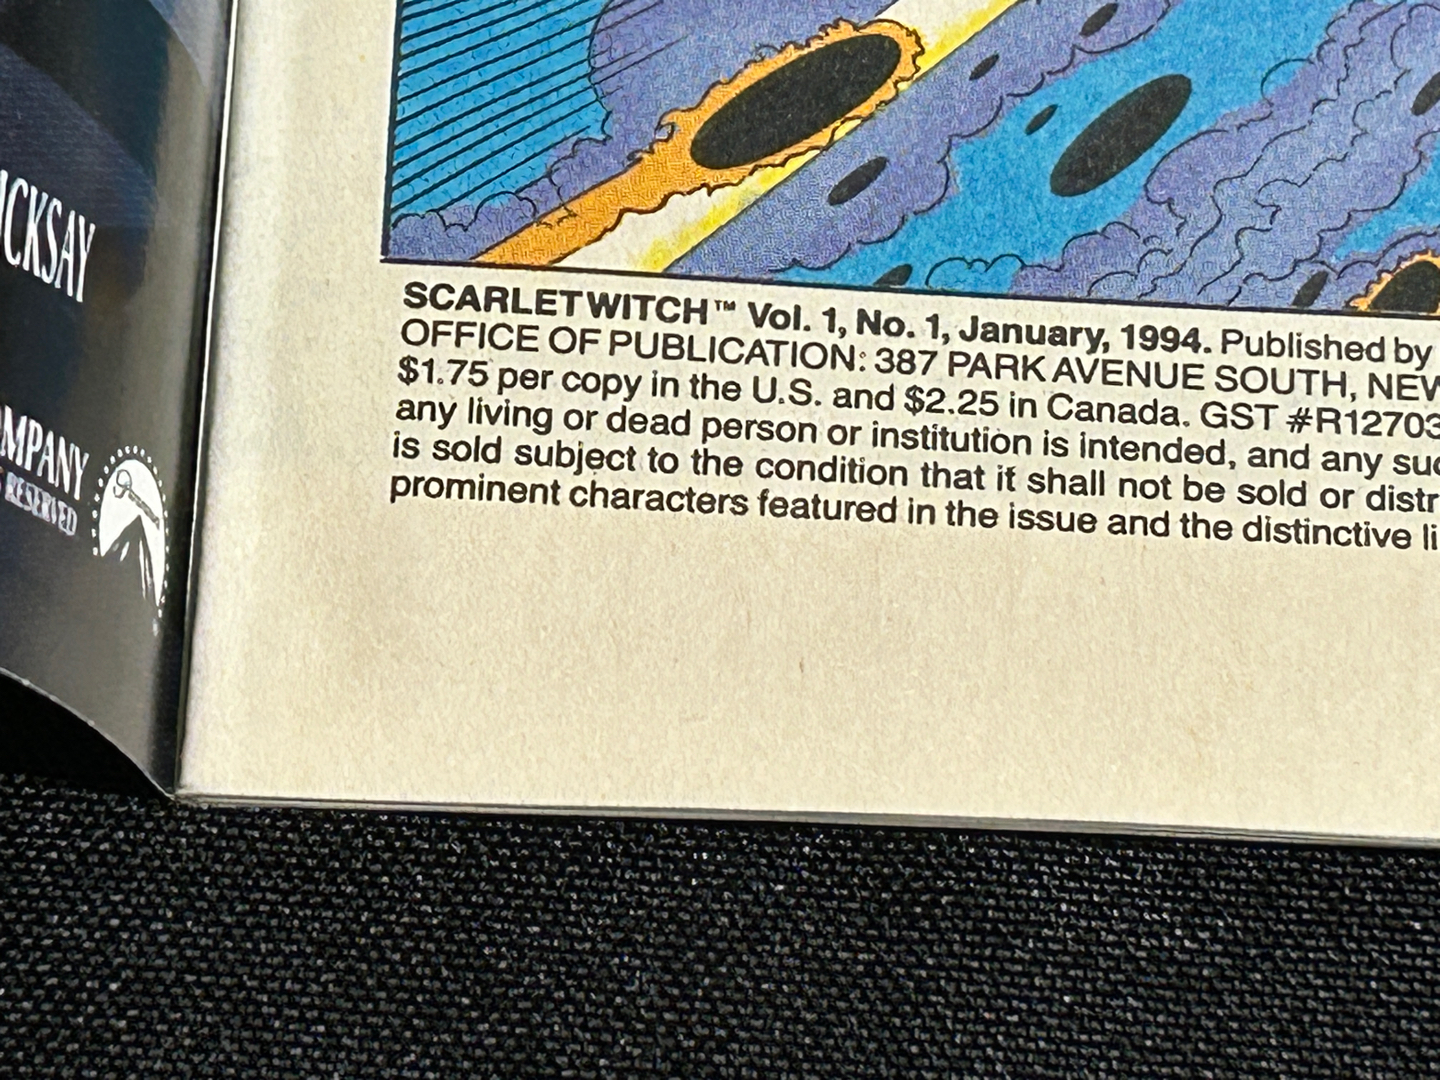 ICKSAY
OMPANY
RESERVED
SCARLET WITCH™ Vol. 1, No. 1, January, 1994. Published by
OFFICE OF PUBLICATION: 387 PARK AVENUE SOUTH, NEW
$1.75 per copy in the U.S. and $2.25 in Canada. GST #R12703
any living or dead person or institution is intended, and any suc
is sold subject to the condition that it shall not be sold or distr
prominent characters featured in the issue and the distinctive li